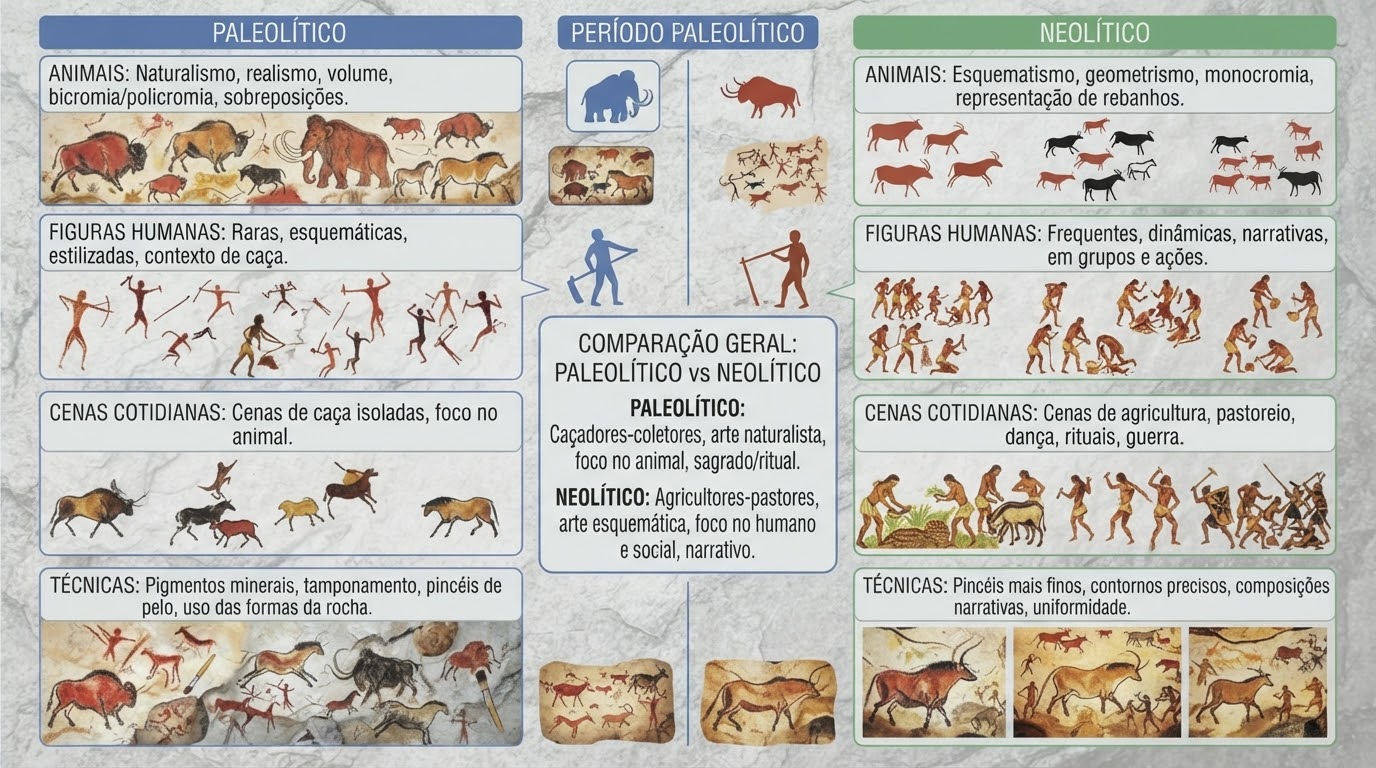 PALEOLÍTICO
ANIMAIS: Naturalismo, realismo, volume,
bicromia/policromia, sobreposições.
FIGURAS HUMANAS: Raras, esquemáticas,
estilizadas, contexto de caça.
CENAS COTIDIANAS: Cenas de caça isoladas, foco no
animal.
TÉCNICAS: Pigmentos minerais, tamponamento, pincéis de
pelo, uso das formas da rocha.
PERÍODO PALEOLÍTICO
COMPARAÇÃO GERAL:
PALEOLÍTICO vs NEOLÍTICO
PALEOLÍTICO:
Caçadores-coletores, arte naturalista,
foco no animal, sagrado/ritual.
NEOLÍTICO: Agricultores-pastores,
arte esquemática, foco no humano
e social, narrativo.
NEOLÍTICO
ANIMAIS: Esquematismo, geometrismo, monocromia,
representação de rebanhos.
FIGURAS HUMANAS: Frequentes, dinâmicas, narrativas,
em grupos e ações.
CENAS COTIDIANAS: Cenas de agricultura, pastoreio,
dança, rituais, guerra.
TÉCNICAS: Pincéis mais finos, contornos precisos, composições
narrativas, uniformidade.